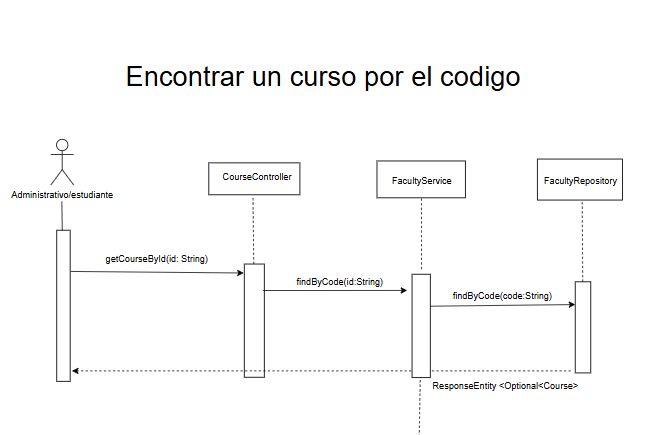 Encontrar un curso por el codigo
Administrativo/estudiante
CourseController
FacultyService
FacultyRepository
getCourseById(id: String)
findByCode(id:String)
findByCode(code:String)
ResponseEntity <Optional<Course>